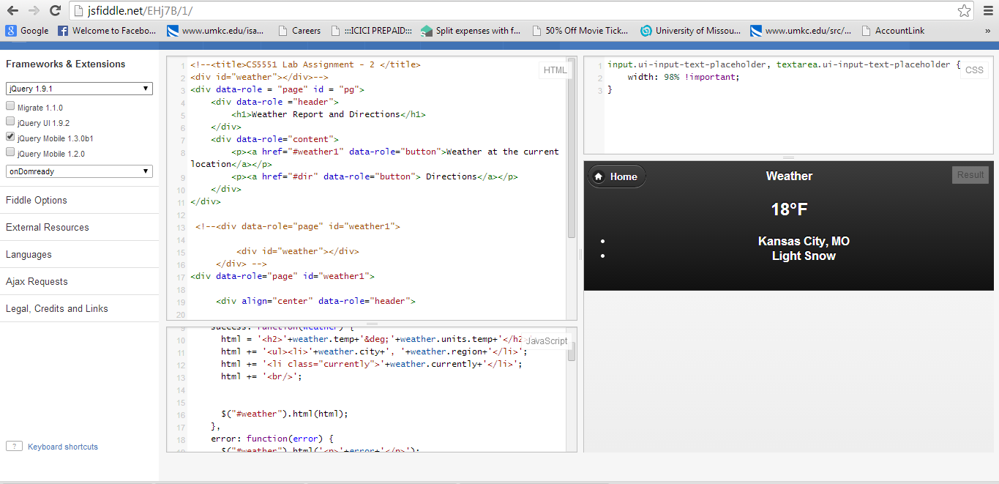 jsfiddle.net/EHj7B/1/
Google Welcome to Facebo... www.umkc.edu/isa... Careers :::ICICI PREPAID::: Split expenses with f... 50% Off Movie Tick... University of Missou... www.umkc.edu/src/... AccountLink »
Frameworks & Extensions
jQuery 1.9.1
Migrate 1.1.0
jQuery UI 1.9.2
jQuery Mobile 1.3.0b1
jQuery Mobile 1.2.0
onDomready
Fiddle Options
External Resources
Languages
Ajax Requests
Legal, Credits and Links
? Keyboard shortcuts
HTML
1 <!--<title>CS5551 Lab Assignment - 2 </title>
2 <div id="weather"></div>-->
3 <div data-role = "page" id = "pg">
4 <div data-role ="header">
5 <h1>Weather Report and Directions</h1>
6 </div>
7 <div data-role="content">
8 <p><a href="#weather1" data-role="button">Weather at the current
location</a></p>
9 <p><a href="#dir" data-role="button"> Directions</a></p>
10 </div>
11 </div>
12
13 <!--<div data-role="page" id="weather1">
14
15 <div id="weather"></div>
16 </div> -->
17 <div data-role="page" id="weather1">
18
19 <div align="center" data-role="header">
20
JavaScript
9 success: function(weather) {
10 html = '<h2>'+weather.temp+'&deg;'+weather.units.temp+'</h2>
11 html += '<ul><li>'+weather.city+', '+weather.region+'</li>';
12 html += '<li class="currently">'+weather.currently+'</li>';
13 html += '<br/>';
14
15
16 $("#weather").html(html);
17 },
18 error: function(error) {
19 $("#weather").html('<p>'+error+'</p>');
CSS
1 input.ui-input-text-placeholder, textarea.ui-input-text-placeholder {
2 width: 98% !important;
3 }
Home
Weather
Result
18°F
• Kansas City, MO
• Light Snow